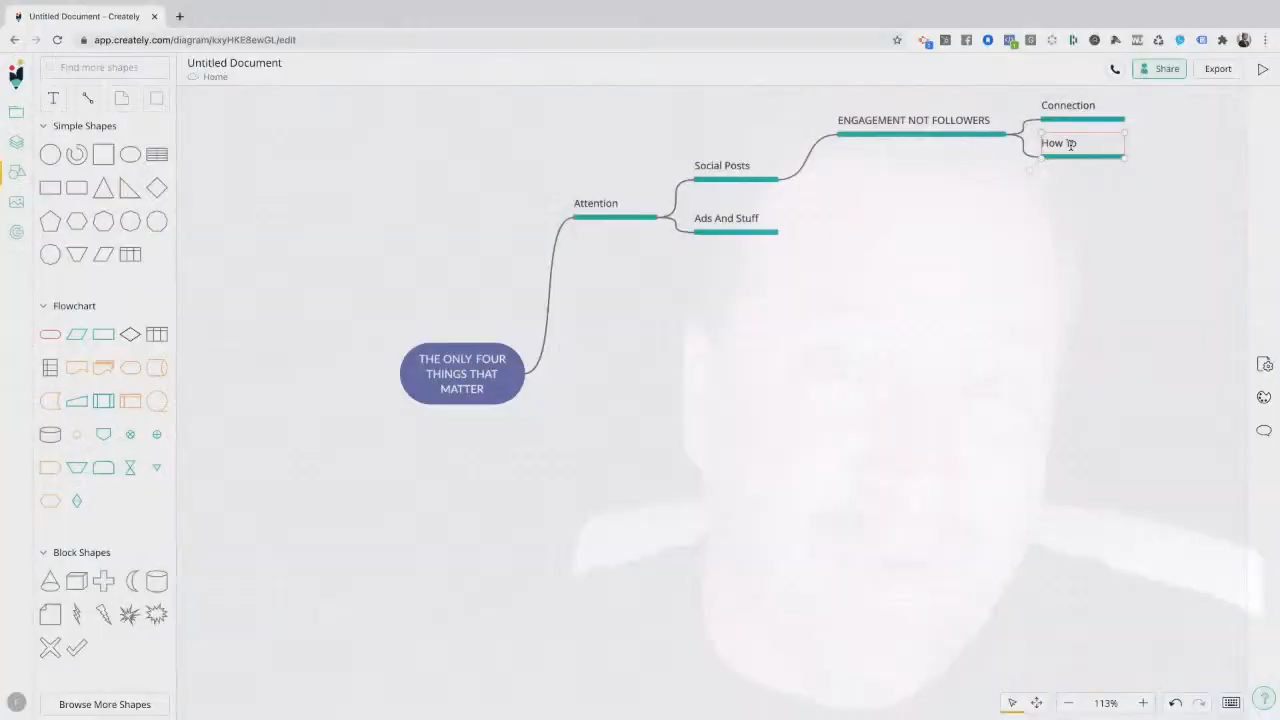 Untitled Document - Creately
app.creately.com/diagram/kxyHKE8ewGL/edit
Find more shapes
Untitled Document
Home
Share
Export
Simple Shapes
Flowchart
Block Shapes
Browse More Shapes
Connection
ENGAGEMENT NOT FOLLOWERS
How To
Social Posts
Attention
Ads And Stuff
THE ONLY FOUR
THINGS THAT
MATTER
113%